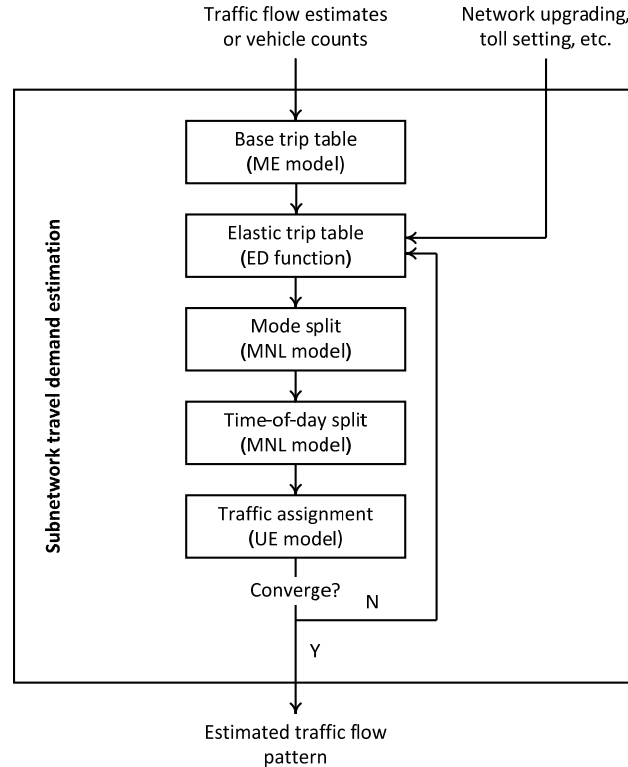 Traffic flow estimates
or vehicle counts
Network upgrading,
toll setting, etc.
Base trip table
(ME model)
Elastic trip table
(ED function)
Mode split
(MNL model)
Time-of-day split
(MNL model)
Traffic assignment
(UE model)
Converge?
N
Y
Subnetwork travel demand estimation
Estimated traffic flow
pattern